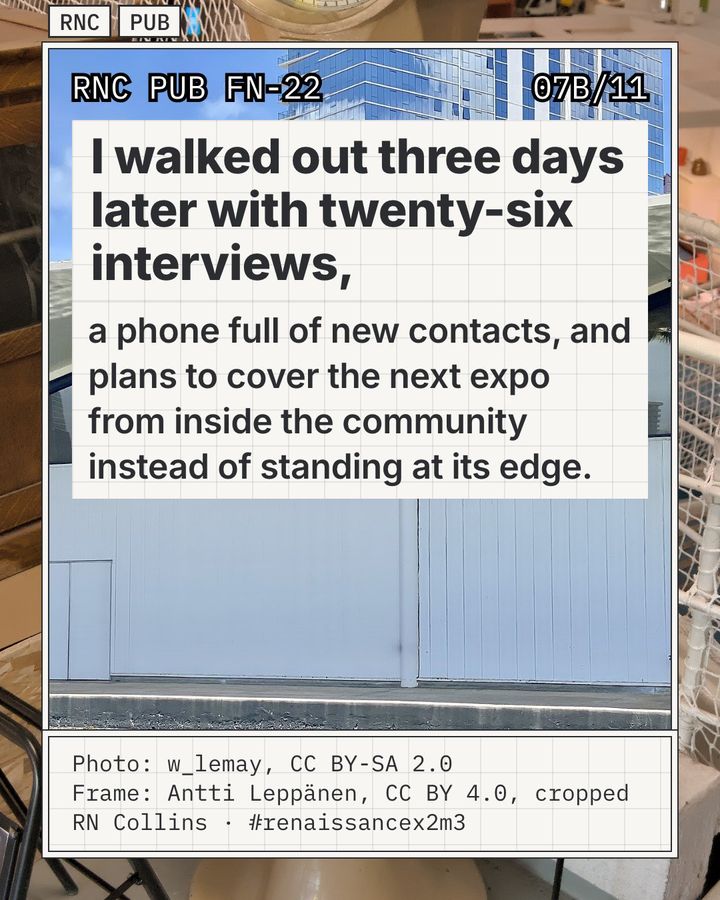 RNC PUB
RNC PUB FN-22 07B/11
I walked out three days
later with twenty-six
interviews,
a phone full of new contacts, and
plans to cover the next expo
from inside the community
instead of standing at its edge.
Photo: w_lemay, CC BY-SA 2.0
Frame: Antti Leppänen, CC BY 4.0, cropped
RN Collins · #renaissancex2m3